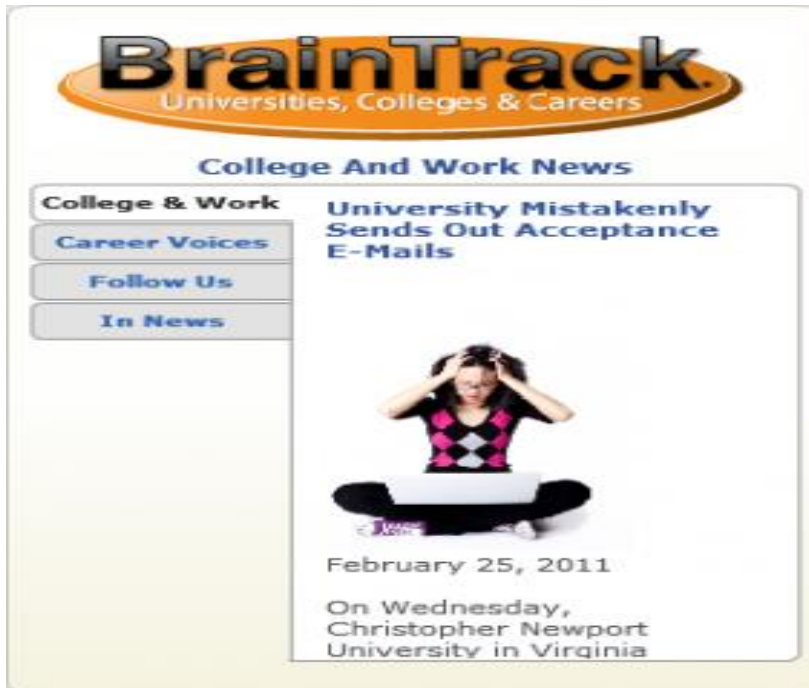 BrainTrack.
Universities, Colleges & Careers
College And Work News
College & Work
Career Voices
Follow Us
In News
University Mistakenly
Sends Out Acceptance
E-Mails
February 25, 2011
On Wednesday,
Christopher Newport
University in Virginia